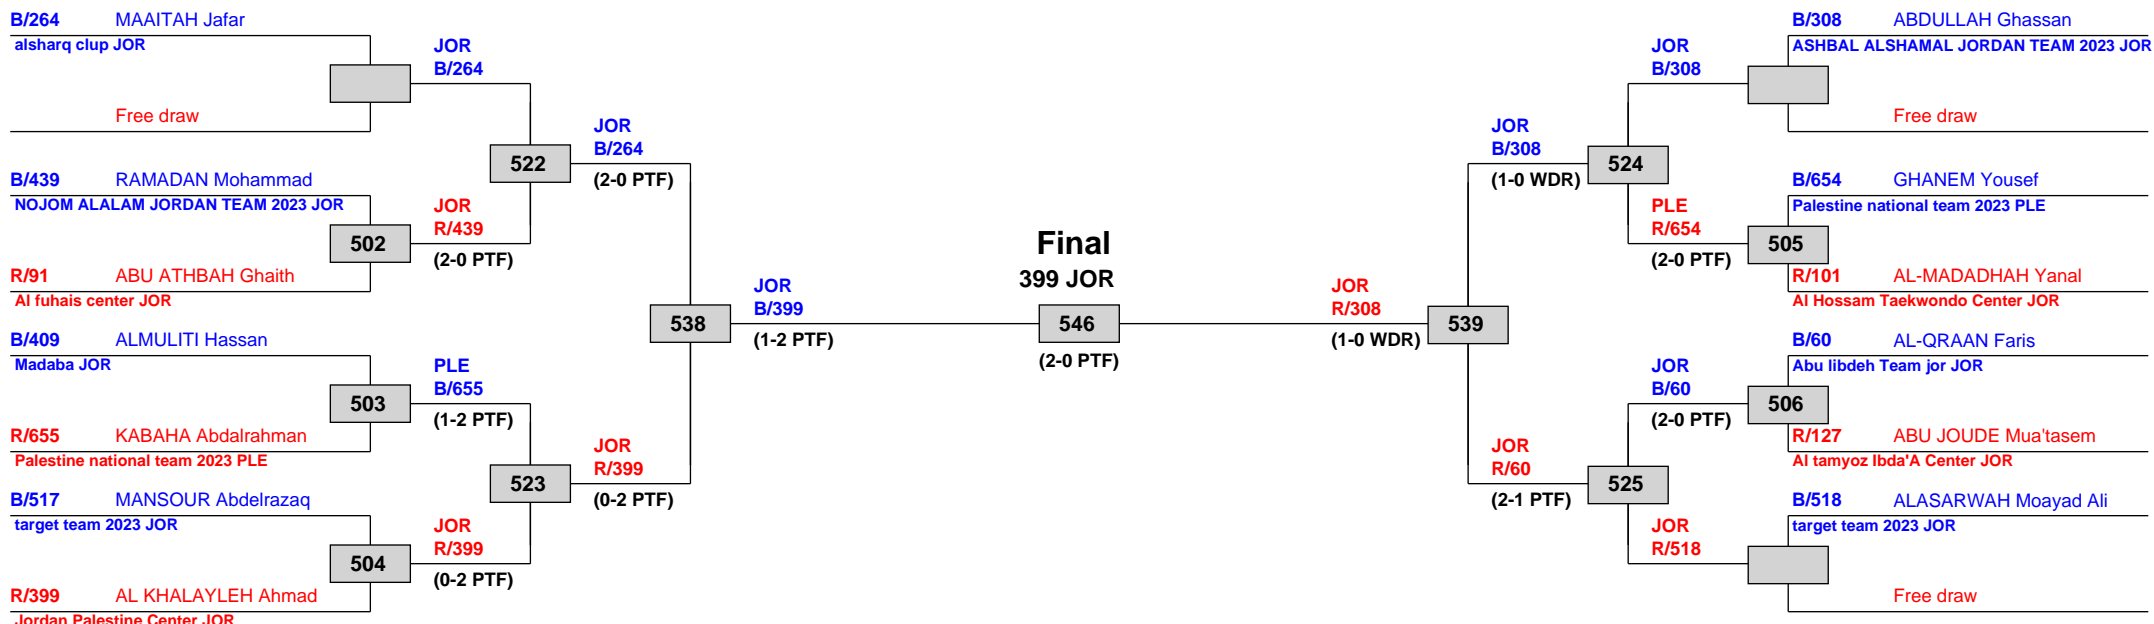 B/264 MAAITAH Jafar
alsharq clup JOR
Free draw
B/439 RAMADAN Mohammad
NOJOM ALALAM JORDAN TEAM 2023 JOR
502
R/91 ABU ATHBAH Ghaith
Al fuhais center JOR
B/409 ALMULITI Hassan
Madaba JOR
503
R/655 KABAHA Abdalrahman
Palestine national team 2023 PLE
B/517 MANSOUR Abdelrazaq
target team 2023 JOR
504
R/399 AL KHALAYLEH Ahmad
Jordan Palestine Center JOR
JOR
B/264
522
JOR
R/439
(2-0 PTF)
PLE
B/655
(1-2 PTF)
523
JOR
R/399
(0-2 PTF)
JOR
B/264
(2-0 PTF)
538
JOR
R/399
(0-2 PTF)
JOR
B/399
(1-2 PTF)
Final
399 JOR
546
(2-0 PTF)
JOR
R/308
(1-0 WDR)
539
JOR
B/308
(1-0 WDR)
JOR
R/60
(2-1 PTF)
JOR
B/308
524
PLE
R/654
(2-0 PTF)
JOR
B/60
(2-0 PTF)
525
JOR
R/518
B/308 ABDULLAH Ghassan
ASHBAL ALSHAMAL JORDAN TEAM 2023 JOR
Free draw
B/654 GHANEM Yousef
Palestine national team 2023 PLE
505
R/101 AL-MADADHAH Yanal
Al Hossam Taekwondo Center JOR
B/60 AL-QRAAN Faris
Abu libdeh Team jor JOR
506
R/127 ABU JOUDE Mua'tasem
Al tamyoz Ibda'A Center JOR
B/518 ALASARWAH Moayad Ali
target team 2023 JOR
Free draw